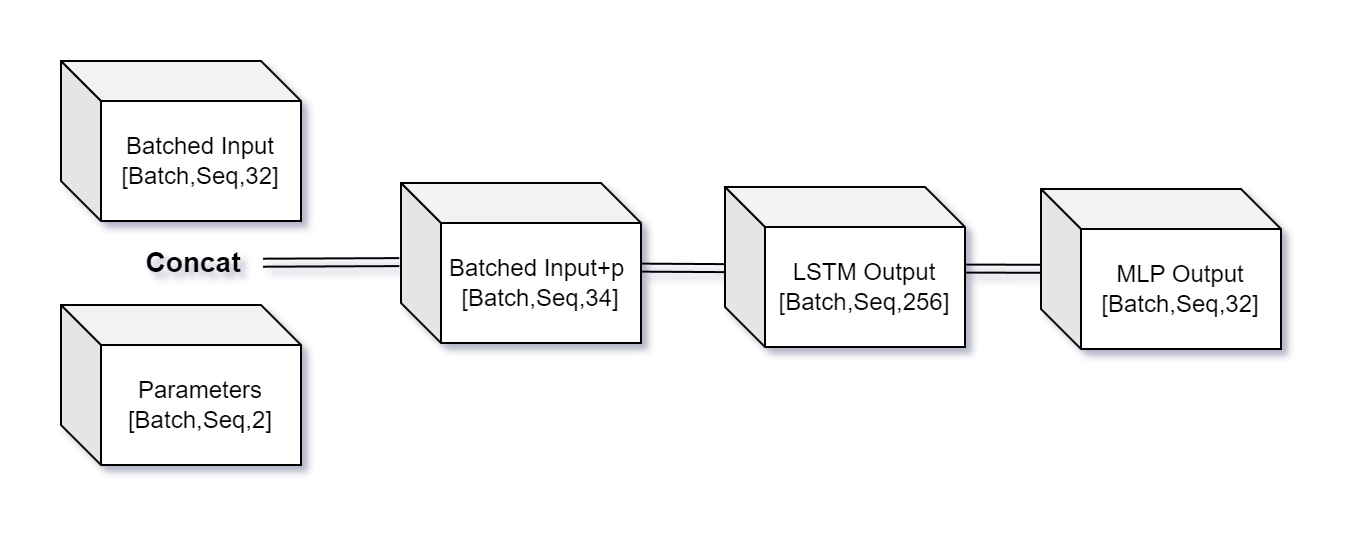 Batched Input
[Batch,Seq,32]
Concat
Parameters
[Batch,Seq,2]
Batched Input+p
[Batch,Seq,34]
LSTM Output
[Batch,Seq,256]
MLP Output
[Batch,Seq,32]